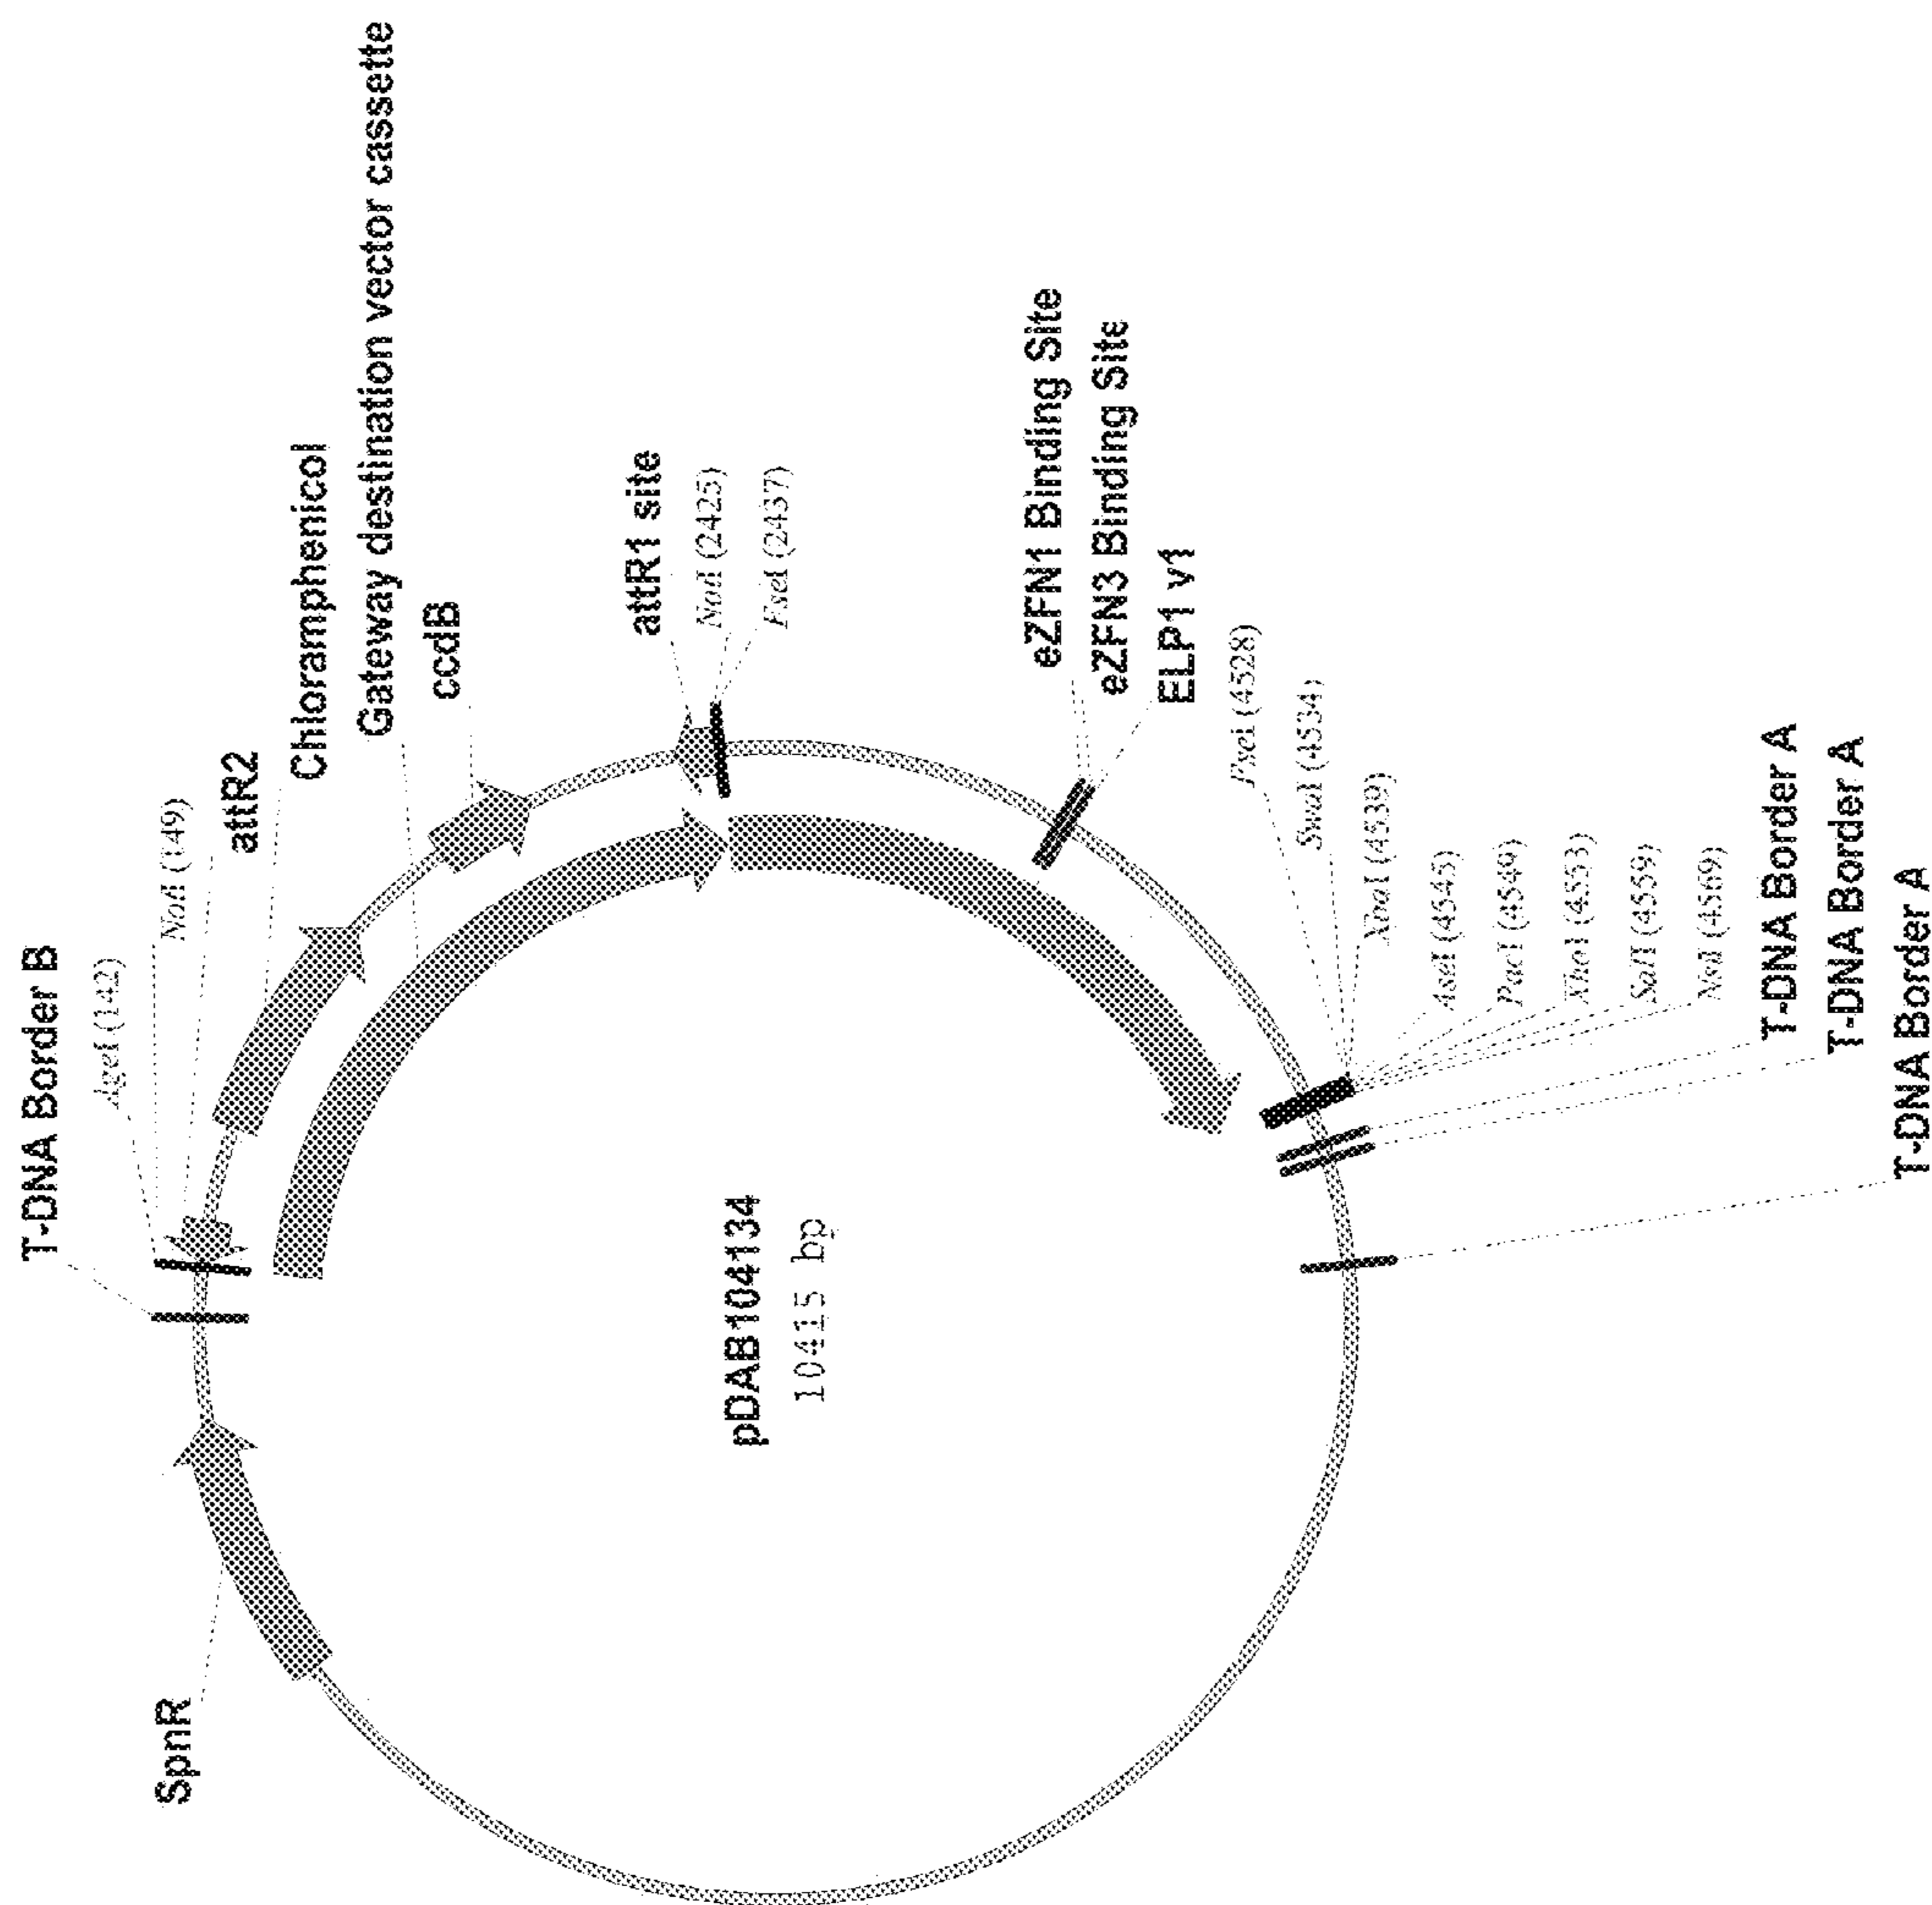 T-DNA Border B
AgeI (142)
NotI (149)
attR2
Chloramphenicol
Gateway destination vector cassette
ccdB
attR1 site
NotI (2425)
FseI (2437)
eZFN1 Binding Site
eZFN3 Binding Site
ELP1 v1
FseI (4528)
SwaI (4534)
XbaI (4539)
AseI (4545)
PacI (4549)
XhoI (4553)
SalI (4559)
NsiI (4569)
T-DNA Border A
T-DNA Border A
T-DNA Border A
SpnR
pDAB104134
10415 bp